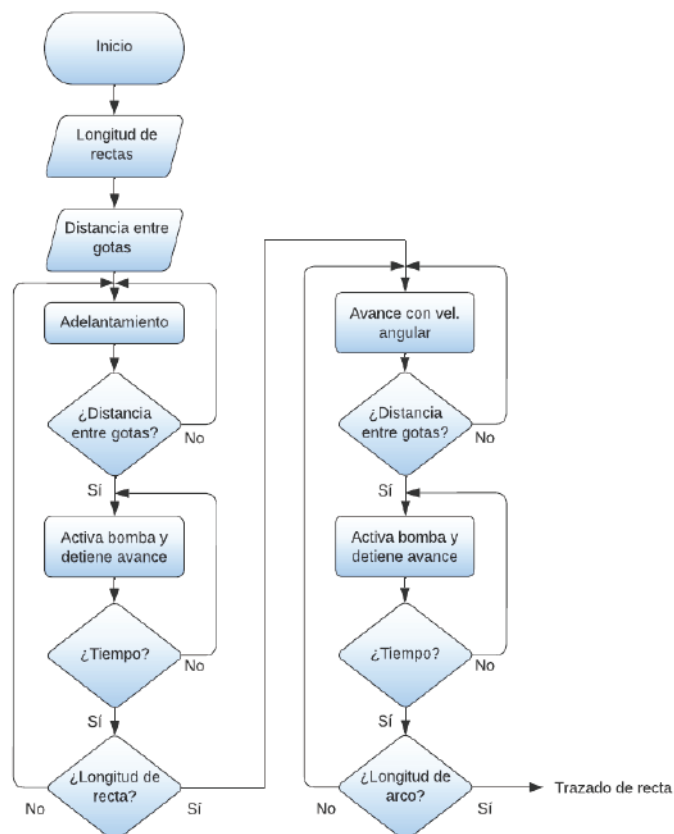 Inicio
Longitud de
rectas
Distancia entre
gotas
Adelantamiento
¿Distancia
entre gotas?
No
Sí
Activa bomba y
detiene avance
¿Tiempo?
No
Sí
¿Longitud de
recta?
No
Sí
Avance con vel.
angular
¿Distancia
entre gotas?
No
Sí
Activa bomba y
detiene avance
¿Tiempo?
No
Sí
¿Longitud de
arco?
No
Sí
Trazado de recta